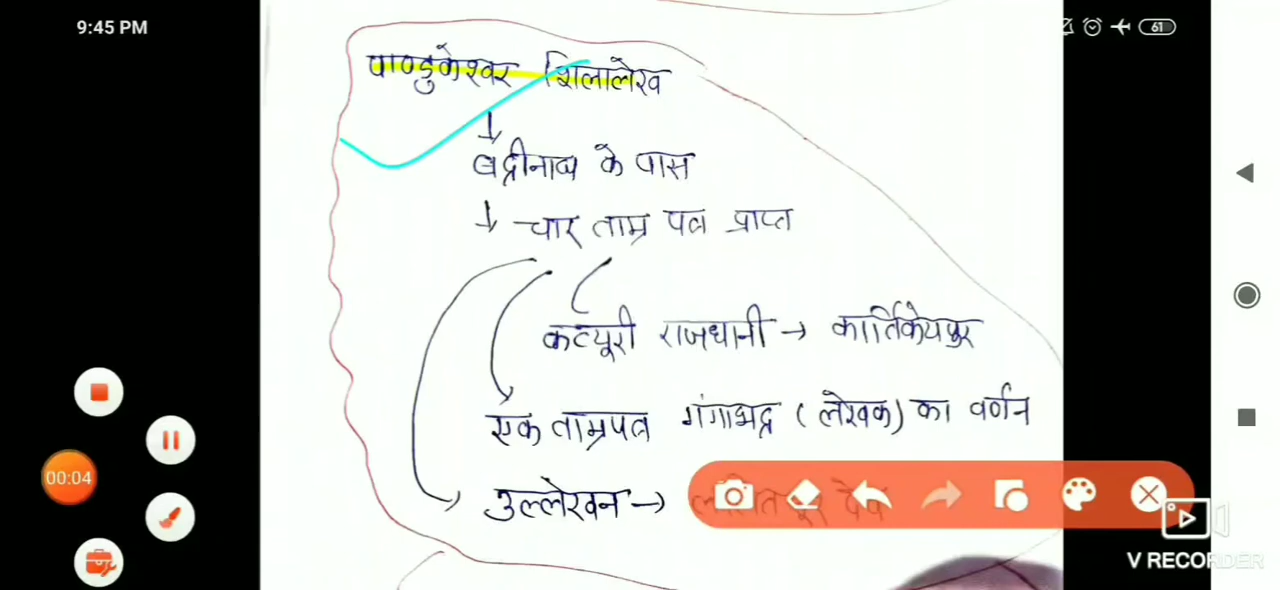 9:45 PM
61
पाण्डुकेश्वर शिलालेख
बद्रीनाथ के पास
चार ताम्र पत्र प्राप्त
कत्यूरी राजधानी → कार्तिकेयपुर
एक ताम्रपत्र गंगाभद्र (लेखक) का वर्णन
उल्लेखन → देव
00:04
V RECORDER